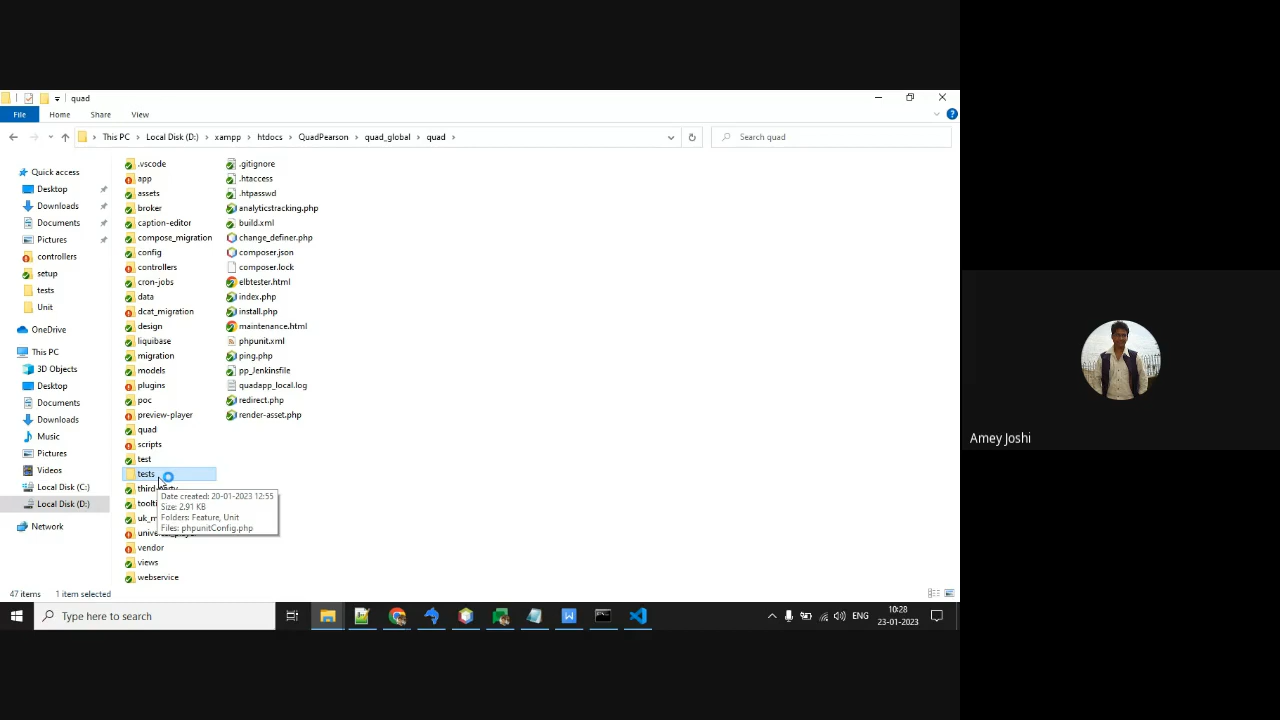 quad
File Home Share View
This PC Local Disk (D:) xampp htdocs QuadPearson quad_global quad
Search quad
Quick access
Desktop
Downloads
Documents
Pictures
controllers
setup
tests
Unit
OneDrive
This PC
3D Objects
Desktop
Documents
Downloads
Music
Pictures
Videos
Local Disk (C:)
Local Disk (D:)
Network
.vscode
app
assets
broker
caption-editor
compose_migration
config
controllers
cron-jobs
data
dcat_migration
design
liquibase
migration
models
plugins
poc
preview-player
quad
scripts
test
tests
vendor
views
webservice
.gitignore
.htaccess
.htpasswd
analyticstracking.php
build.xml
change_definer.php
composer.json
composer.lock
elbtester.html
index.php
install.php
maintenance.html
phpunit.xml
ping.php
pp_Jenkinsfile
quadapp_local.log
redirect.php
render-asset.php
Date created: 20-01-2023 12:55
Size: 2.91 KB
Folders: Feature, Unit
Files: phpunitConfig.php
47 items 1 item selected
Type here to search
ENG
10:28
23-01-2023
Amey Joshi